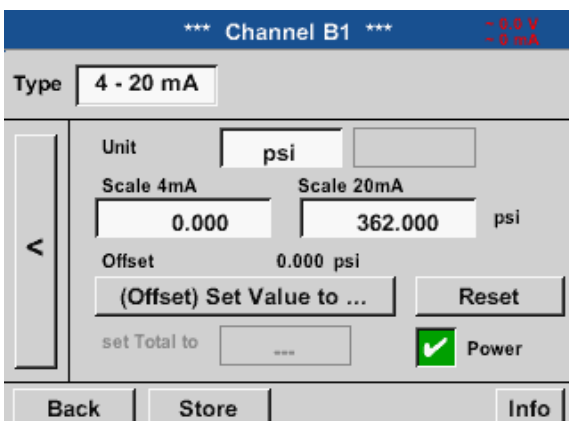 *** Channel B1 ***
~ 0.0 V
~ 0 mA
Type 4 - 20 mA
Unit psi
Scale 4mA Scale 20mA
< 0.000 362.000 psi
Offset 0.000 psi
(Offset) Set Value to ... Reset
set Total to --- Power
Back Store Info